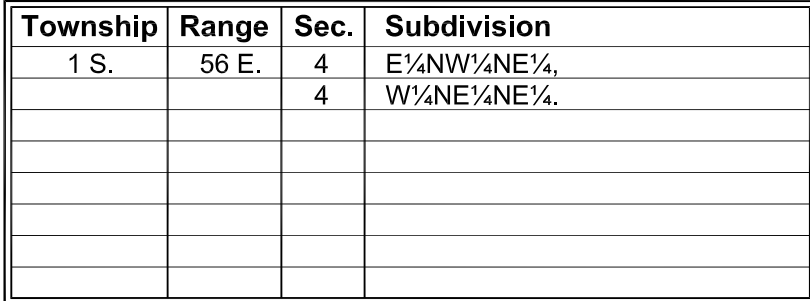 Township Range Sec. Subdivision
1 S. 56 E. 4 E¼NW¼NE¼,
4 W¼NE¼NE¼.